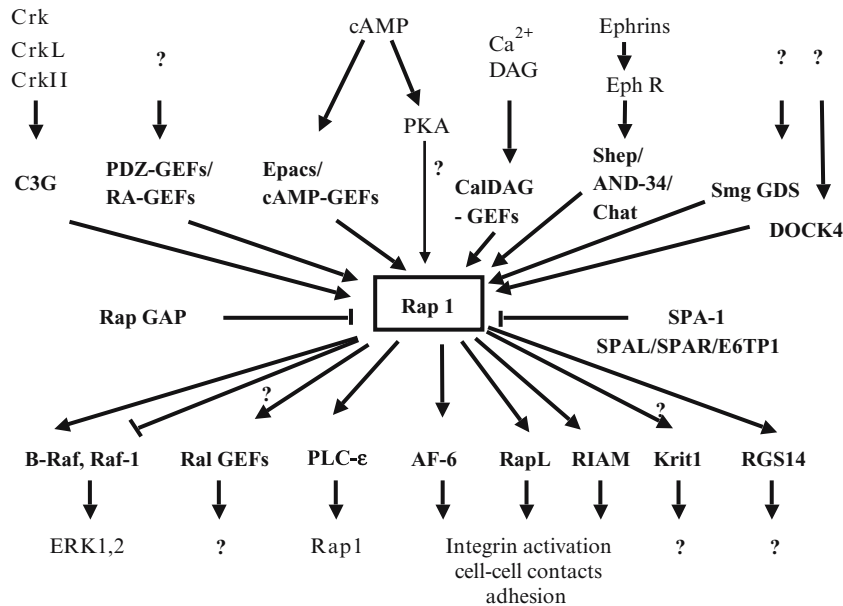 Crk
CrkL
CrkII
?
cAMP
PKA
Ca2+
DAG
Ephrins
Eph R
?
?
C3G
PDZ-GEFs/
RA-GEFs
Epacs/
cAMP-GEFs
?
CalDAG
- GEFs
Shep/
AND-34/
Chat
Smg GDS
DOCK4
Rap GAP
Rap 1
SPA-1
SPAL/SPAR/E6TP1
?
?
B-Raf, Raf-1
Ral GEFs
PLC-ε
AF-6
RapL
RIAM
Krit1
RGS14
ERK1,2
?
Rap1
Integrin activation
cell-cell contacts
adhesion
?
?